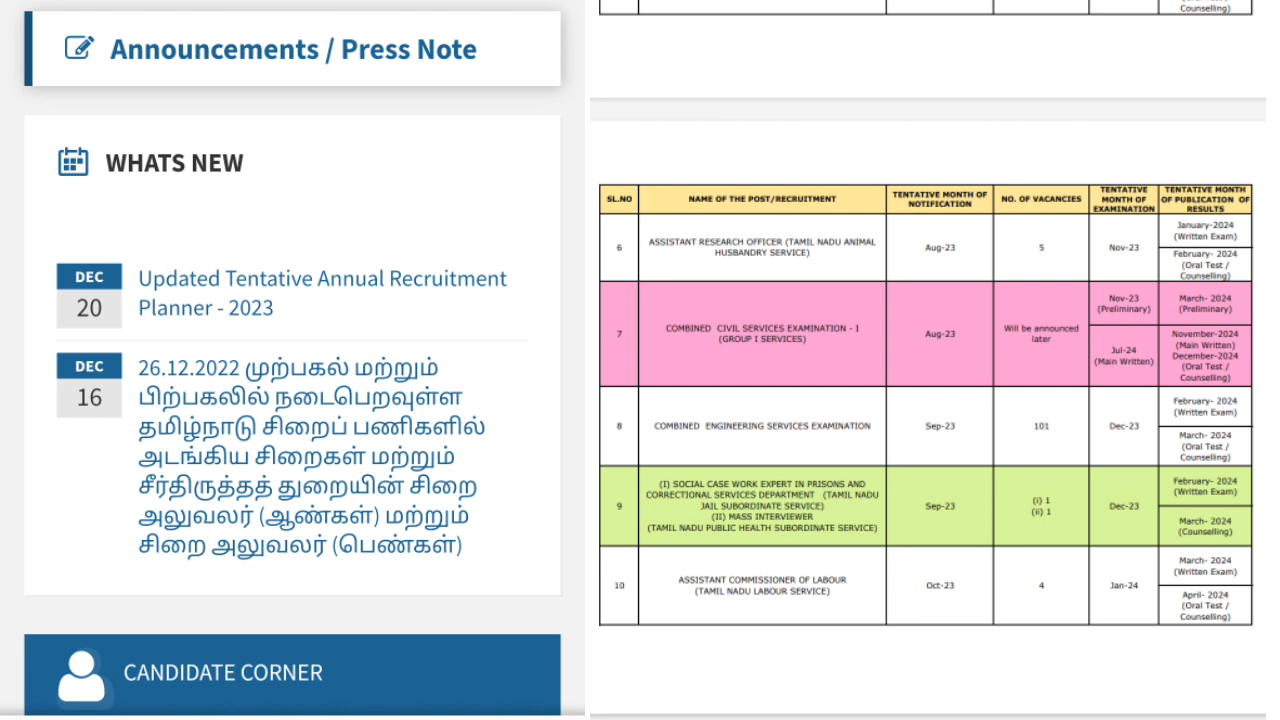 Announcements / Press Note
WHATS NEW
DEC
20
Updated Tentative Annual Recruitment
Planner - 2023
DEC
16
26.12.2022 முற்பகல் மற்றும்
பிற்பகலில் நடைபெறவுள்ள
தமிழ்நாடு சிறைப் பணிகளில்
அடங்கிய சிறைகள் மற்றும்
சீர்திருத்தத் துறையின் சிறை
அலுவலர் (ஆண்கள்) மற்றும்
சிறை அலுவலர் (பெண்கள்)
CANDIDATE CORNER
Counselling)
SL.NO
NAME OF THE POST/RECRUITMENT
TENTATIVE MONTH OF
NOTIFICATION
NO. OF VACANCIES
TENTATIVE
MONTH OF
EXAMINATION
TENTATIVE MONTH
OF PUBLICATION OF
RESULTS
6
ASSISTANT RESEARCH OFFICER (TAMIL NADU ANIMAL
HUSBANDRY SERVICE)
Aug-23
5
Nov-23
January-2024
(Written Exam)
February- 2024
(Oral Test /
Counselling)
7
COMBINED CIVIL SERVICES EXAMINATION - I
(GROUP I SERVICES)
Aug-23
Will be announced
later
Nov-23
(Preliminary)
Jul-24
(Main Written)
March- 2024
(Preliminary)
November-2024
(Main Written)
December-2024
(Oral Test /
Counselling)
8
COMBINED ENGINEERING SERVICES EXAMINATION
Sep-23
101
Dec-23
February- 2024
(Written Exam)
March- 2024
(Oral Test /
Counselling)
9
(I) SOCIAL CASE WORK EXPERT IN PRISONS AND
CORRECTIONAL SERVICES DEPARTMENT (TAMIL NADU
JAIL SUBORDINATE SERVICE)
(II) MASS INTERVIEWER
(TAMIL NADU PUBLIC HEALTH SUBORDINATE SERVICE)
Sep-23
(i) 1
(ii) 1
Dec-23
February- 2024
(Written Exam)
March- 2024
(Counselling)
10
ASSISTANT COMMISSIONER OF LABOUR
(TAMIL NADU LABOUR SERVICE)
Oct-23
4
Jan-24
March- 2024
(Written Exam)
April- 2024
(Oral Test /
Counselling)